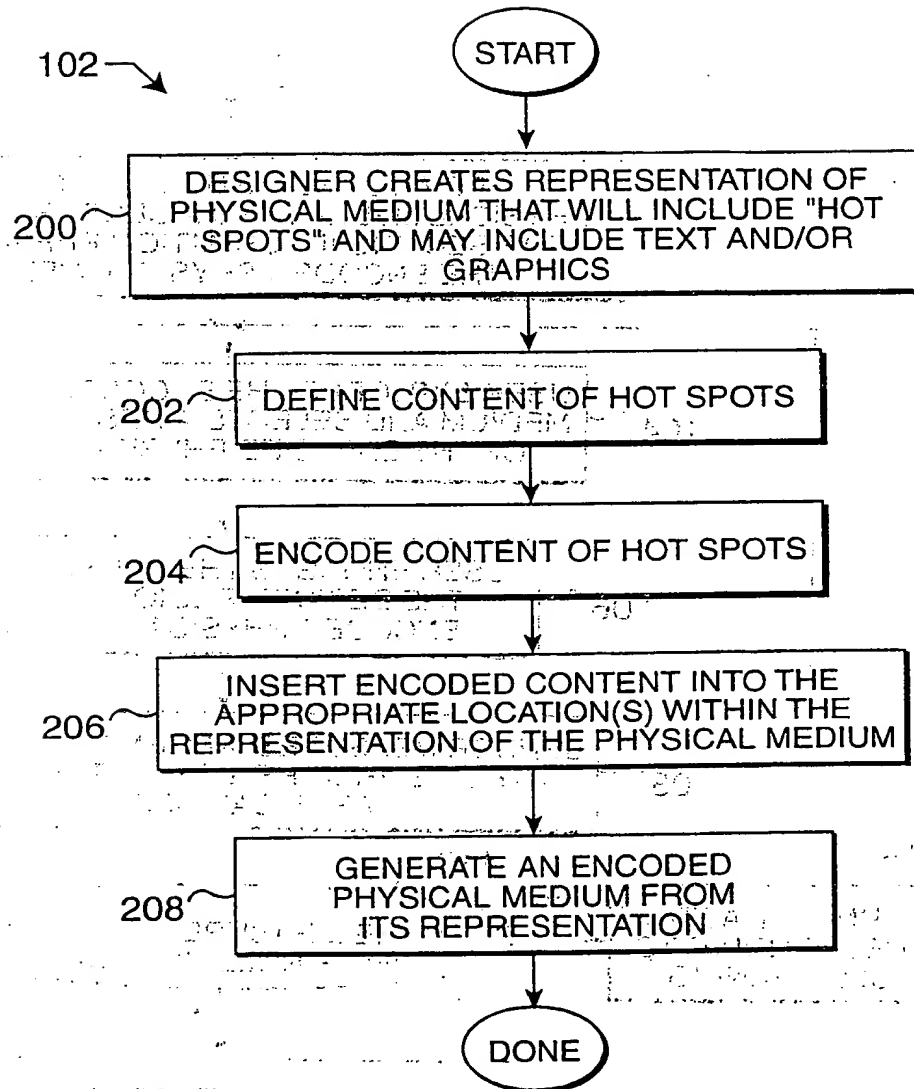 START
102
DESIGNER CREATES REPRESENTATION OF
PHYSICAL MEDIUM THAT WILL INCLUDE "HOT
SPOTS" AND MAY INCLUDE TEXT AND/OR
GRAPHICS
200
DEFINE CONTENT OF HOT SPOTS
202
ENCODE CONTENT OF HOT SPOTS
204
INSERT ENCODED CONTENT INTO THE
APPROPRIATE LOCATION(S) WITHIN THE
REPRESENTATION OF THE PHYSICAL MEDIUM
206
GENERATE AN ENCODED
PHYSICAL MEDIUM FROM
ITS REPRESENTATION
208
DONE